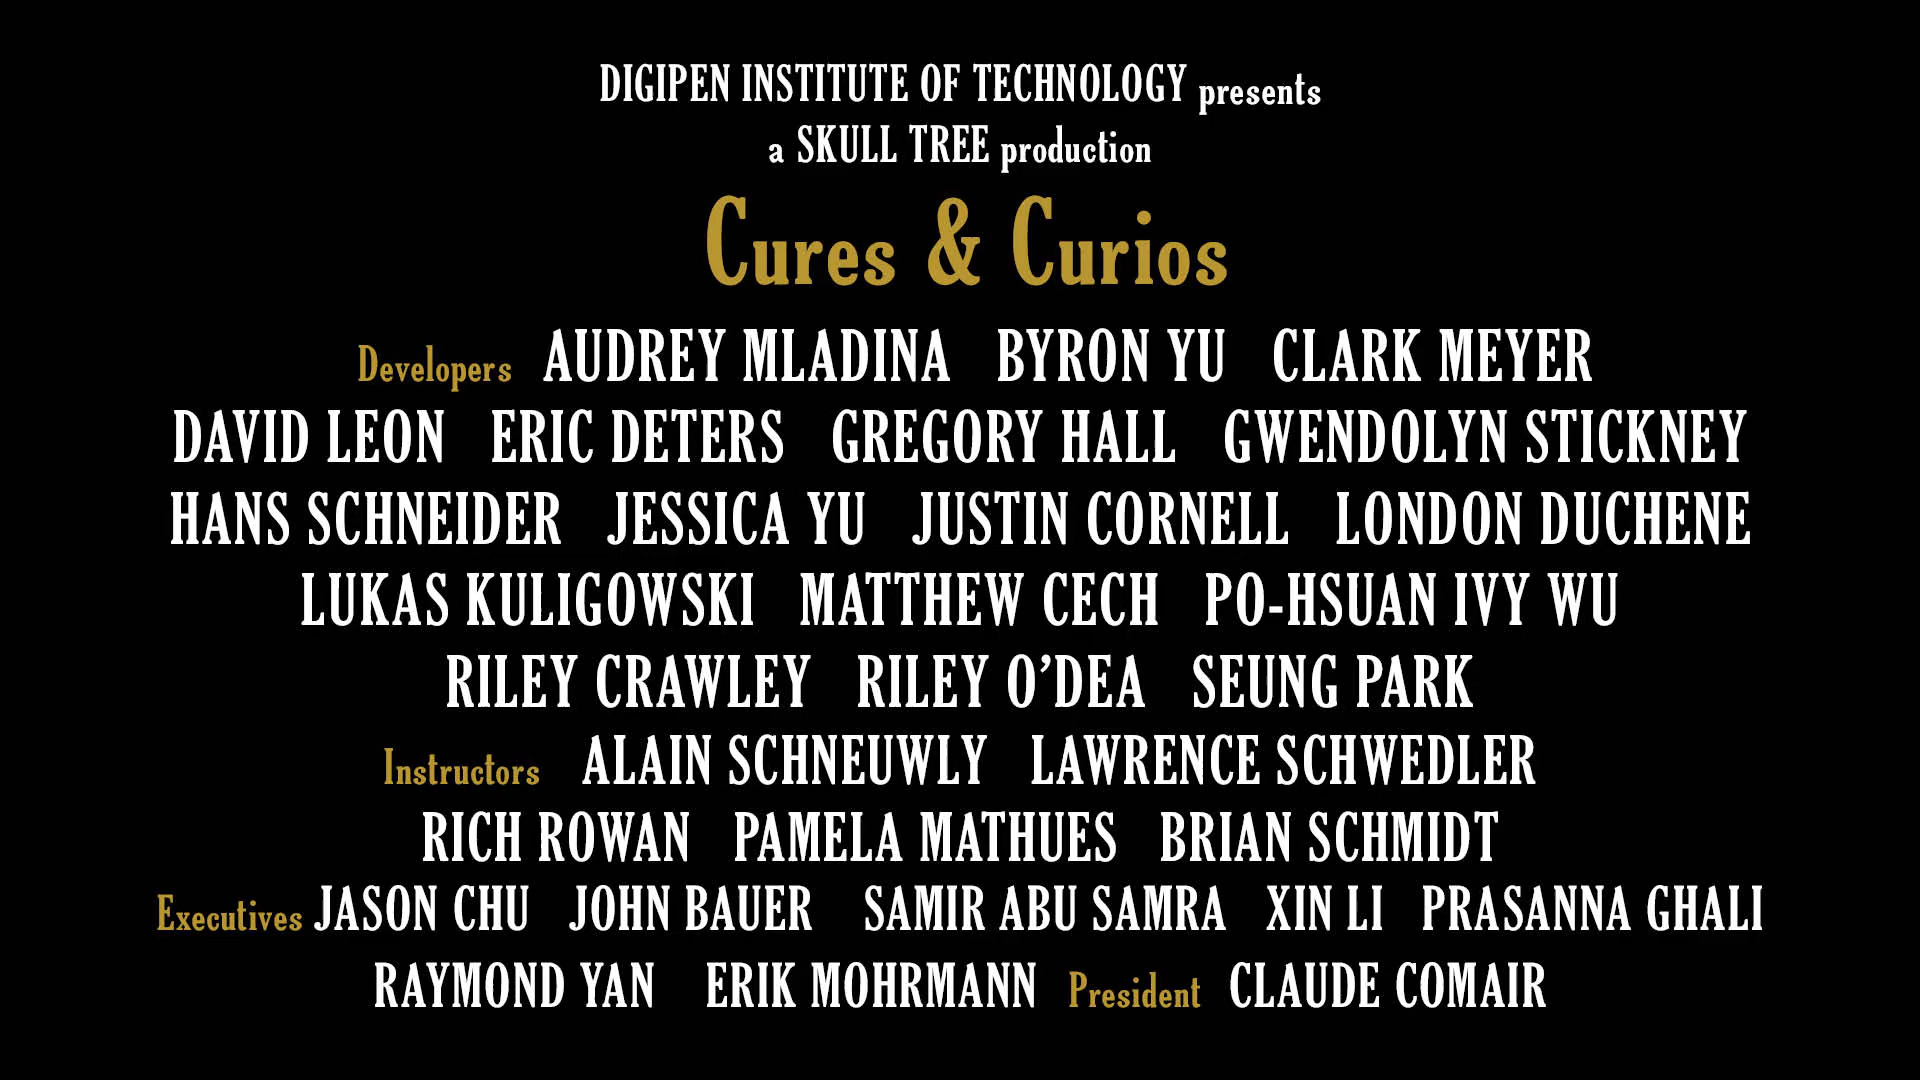 DIGIPEN INSTITUTE OF TECHNOLOGY presents
a SKULL TREE production
Cures & Curios
Developers AUDREY MLADINA BYRON YU CLARK MEYER
DAVID LEON ERIC DETERS GREGORY HALL GWENDOLYN STICKNEY
HANS SCHNEIDER JESSICA YU JUSTIN CORNELL LONDON DUCHENE
LUKAS KULIGOWSKI MATTHEW CECH PO-HSUAN IVY WU
RILEY CRAWLEY RILEY O’DEA SEUNG PARK
Instructors ALAIN SCHNEUWLY LAWRENCE SCHWEDLER
RICH ROWAN PAMELA MATHUES BRIAN SCHMIDT
Executives JASON CHU JOHN BAUER SAMIR ABU SAMRA XIN LI PRASANNA GHALI
RAYMOND YAN ERIK MOHRMANN President CLAUDE COMAIR